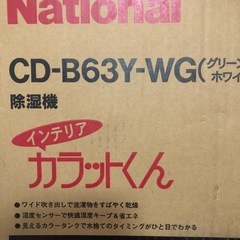 National
CD-B63Y-WG(グリーン
ホワイ
除湿機
インテリア
カラットくん
●ワイド吹き出しで洗濯物をすばやく乾燥
●湿度センサーで快適湿度キープ&省エネ
●見えるカラータンクで水捨てのタイミングがひと目でわかる